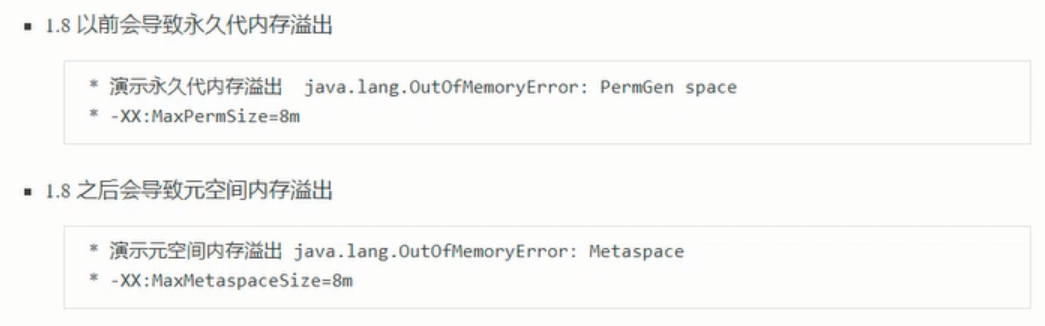 ▪ 1.8 以前会导致永久代内存溢出
* 演示永久代内存溢出  java.lang.OutOfMemoryError: PermGen space
* -XX:MaxPermSize=8m
▪ 1.8 之后会导致元空间内存溢出
* 演示元空间内存溢出 java.lang.OutOfMemoryError: Metaspace
* -XX:MaxMetaspaceSize=8m